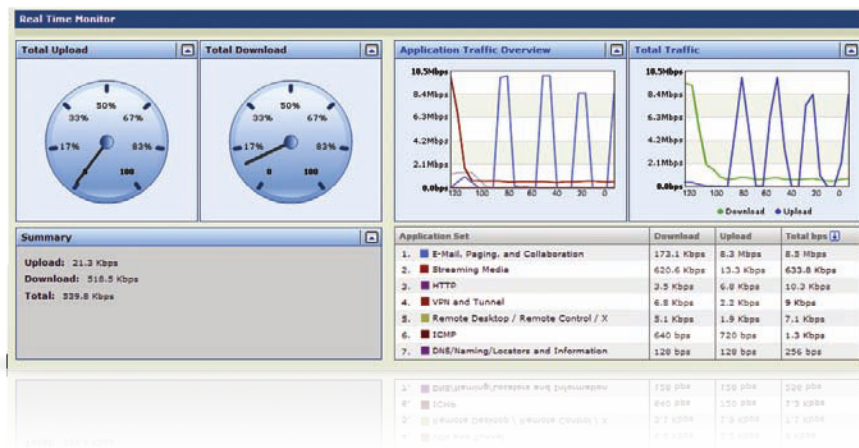 Real Time Monitor
Total Upload
Total Download
Application Traffic Overview
Total Traffic
50%
33% 67%
17% 83%
0 100
50%
33% 67%
17% 83%
0 100
10.5Mbps
8.4Mbps
6.3Mbps
4.2Mbps
2.1Mbps
0.0bps
120 100 80 60 40 20 0
10.5Mbps
8.4Mbps
6.3Mbps
4.2Mbps
2.1Mbps
0.0bps
120 100 80 60 40 20 0
Download Upload
Summary
Upload: 21.3 Kbps
Download: 518.5 Kbps
Total: 539.8 Kbps
Application Set Download Upload Total bps
1. E-Mail, Paging, and Collaboration 173.1 Kbps 8.3 Mbps 8.5 Mbps
2. Streaming Media 620.6 Kbps 13.3 Kbps 633.8 Kbps
3. HTTP 3.5 Kbps 6.8 Kbps 10.3 Kbps
4. VPN and Tunnel 6.8 Kbps 2.2 Kbps 9 Kbps
5. Remote Desktop / Remote Control / X 5.1 Kbps 1.9 Kbps 7.1 Kbps
6. ICMP 640 bps 720 bps 1.3 Kbps
7. DNS/Naming/Locators and Information 128 bps 128 bps 256 bps